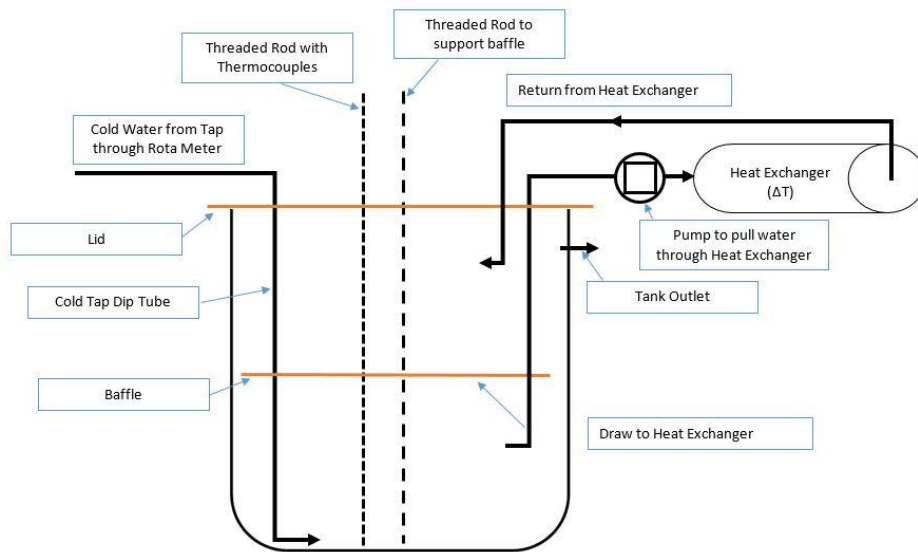 Threaded Rod with
Thermocouples
Threaded Rod to
support baffle
Return from Heat Exchanger
Cold Water from Tap
through Rota Meter
Heat Exchanger
(ΔT)
Lid
Pump to pull water
through Heat Exchanger
Cold Tap Dip Tube
Tank Outlet
Baffle
Draw to Heat Exchanger